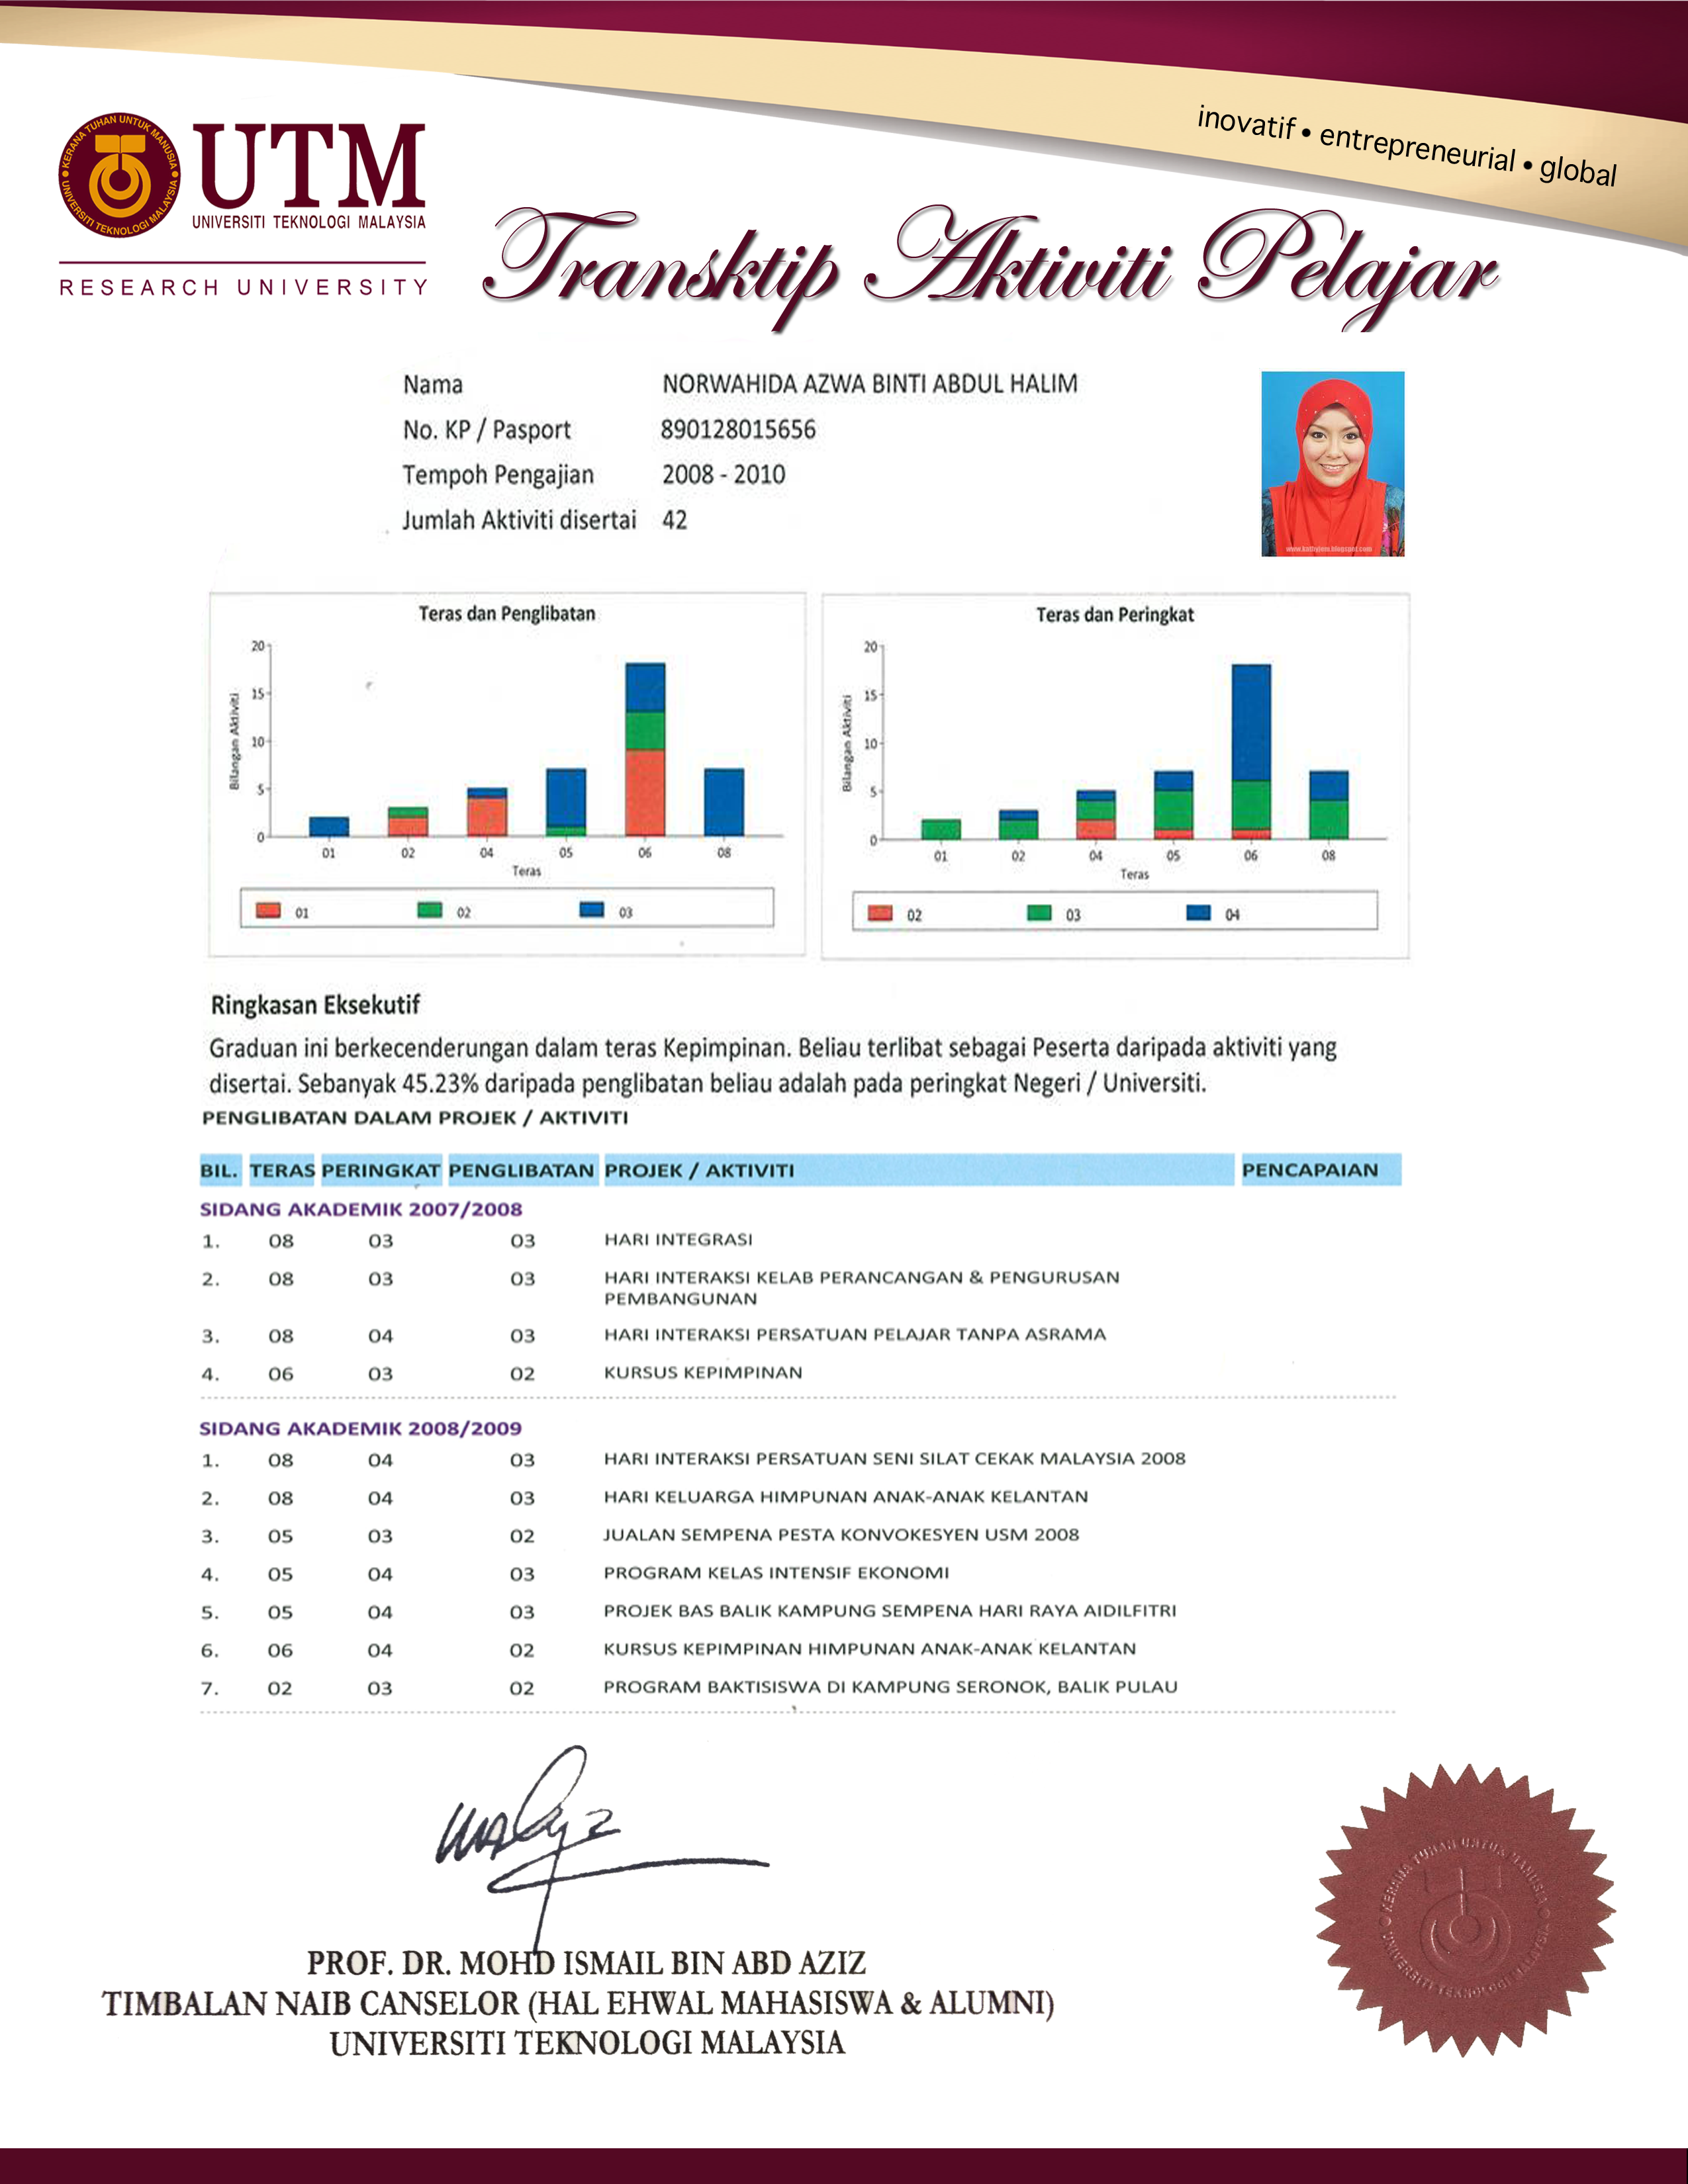 inovatif • entrepreneurial • global
KERANA TUHAN UNTUK MANUSIA
UNIVERSITI TEKNOLOGI MALAYSIA
UTM
UNIVERSITI TEKNOLOGI MALAYSIA
RESEARCH UNIVERSITY
Transktip Aktiviti Pelajar
Nama NORWAHIDA AZWA BINTI ABDUL HALIM
No. KP / Pasport 890128015656
Tempoh Pengajian 2008 - 2010
Jumlah Aktiviti disertai 42
www.kathyjem.blogspot.com
Teras dan Penglibatan
Bilangan Aktiviti
20
15
10
5
0
01 02 04 05 06 08
Teras
01 02 03
Teras dan Peringkat
Bilangan Aktiviti
20
15
10
5
0
01 02 04 05 06 08
Teras
02 03 04
Ringkasan Eksekutif
Graduan ini berkecenderungan dalam teras Kepimpinan. Beliau terlibat sebagai Peserta daripada aktiviti yang
disertai. Sebanyak 45.23% daripada penglibatan beliau adalah pada peringkat Negeri / Universiti.
PENGLIBATAN DALAM PROJEK / AKTIVITI
BIL. TERAS PERINGKAT PENGLIBATAN PROJEK / AKTIVITI PENCAPAIAN
SIDANG AKADEMIK 2007/2008
1. 08 03 03 HARI INTEGRASI
2. 08 03 03 HARI INTERAKSI KELAB PERANCANGAN & PENGURUSAN
PEMBANGUNAN
3. 08 04 03 HARI INTERAKSI PERSATUAN PELAJAR TANPA ASRAMA
4. 06 03 02 KURSUS KEPIMPINAN
SIDANG AKADEMIK 2008/2009
1. 08 04 03 HARI INTERAKSI PERSATUAN SENI SILAT CEKAK MALAYSIA 2008
2. 08 04 03 HARI KELUARGA HIMPUNAN ANAK-ANAK KELANTAN
3. 05 03 02 JUALAN SEMPENA PESTA KONVOKESYEN USM 2008
4. 05 04 03 PROGRAM KELAS INTENSIF EKONOMI
5. 05 04 03 PROJEK BAS BALIK KAMPUNG SEMPENA HARI RAYA AIDILFITRI
6. 06 04 02 KURSUS KEPIMPINAN HIMPUNAN ANAK-ANAK KELANTAN
7. 02 03 02 PROGRAM BAKTISISWA DI KAMPUNG SERONOK, BALIK PULAU
PROF. DR. MOHD ISMAIL BIN ABD AZIZ
TIMBALAN NAIB CANSELOR (HAL EHWAL MAHASISWA & ALUMNI)
UNIVERSITI TEKNOLOGI MALAYSIA
KERANA TUHAN UNTUK MANUSIA
UNIVERSITI TEKNOLOGI MALAYSIA